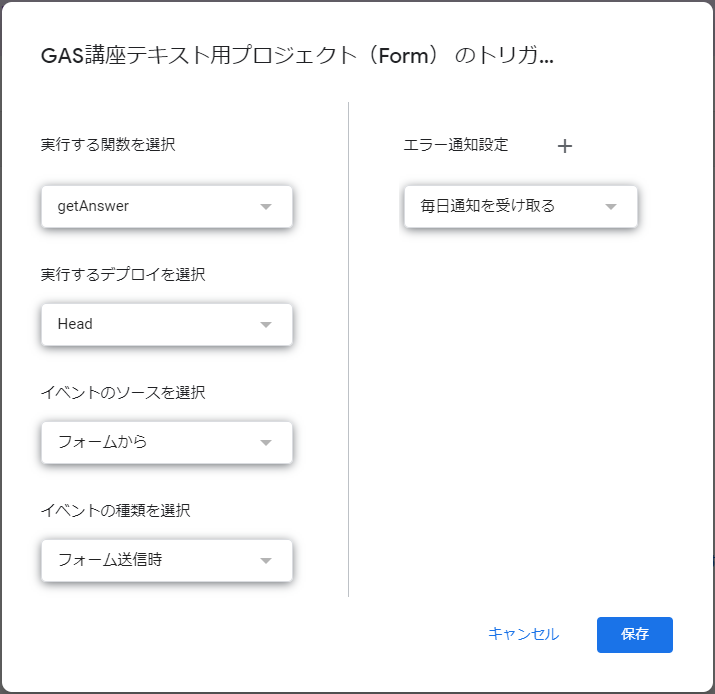 GAS講座テキスト用プロジェクト（Form） のトリガ...
実行する関数を選択
getAnswer
実行するデプロイを選択
Head
イベントのソースを選択
フォームから
イベントの種類を選択
フォーム送信時
エラー通知設定
毎日通知を受け取る
キャンセル
保存